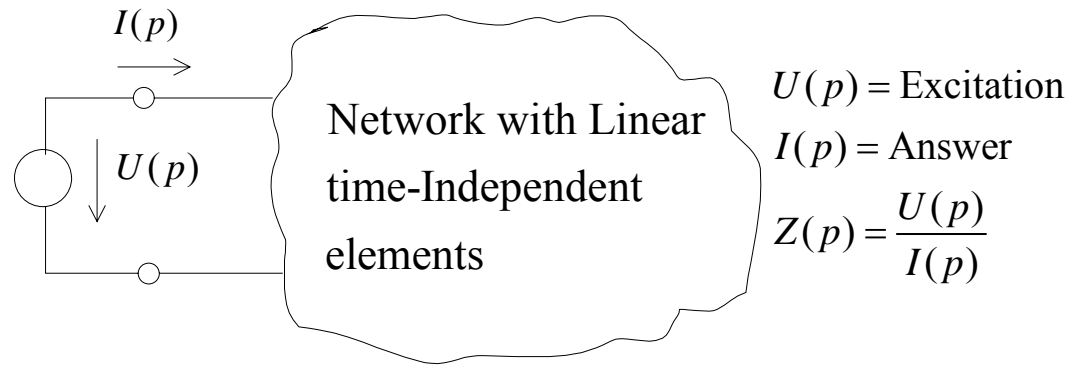 I(p)
U(p)
Network with Linear
time-Independent
elements
U(p) = Excitation
I(p) = Answer
Z(p) = U(p) / I(p)